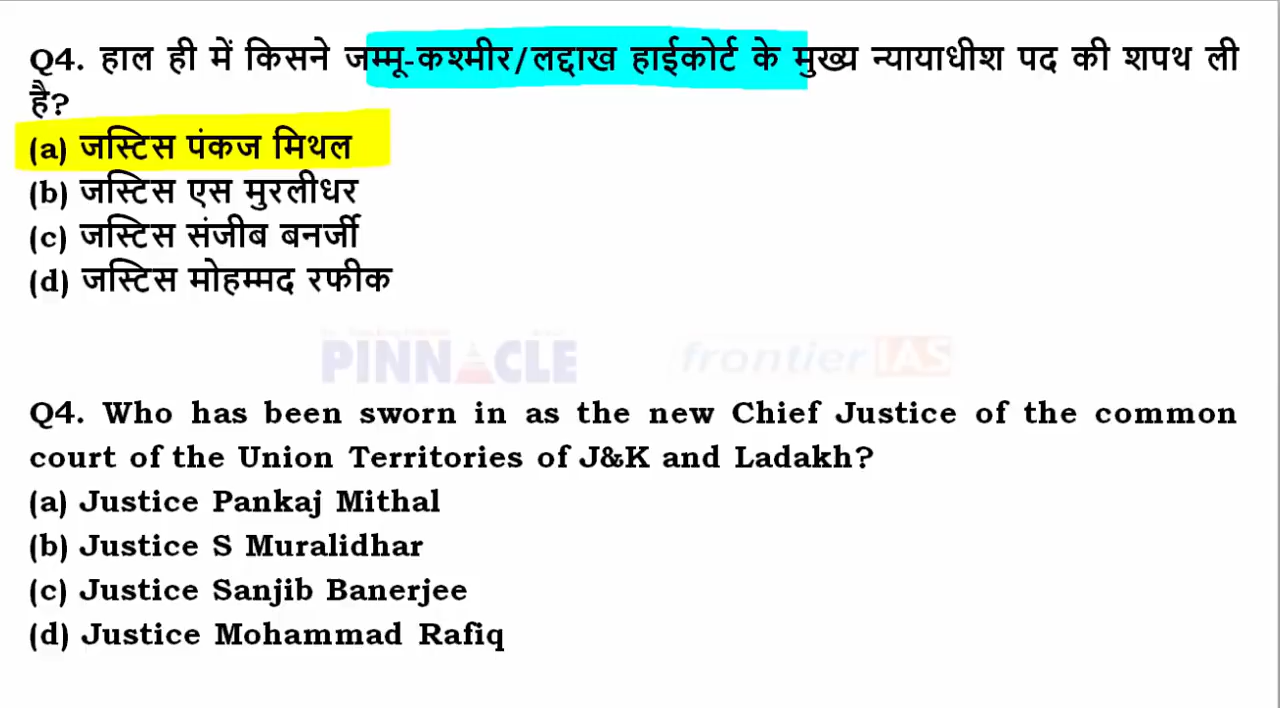 Q4. हाल ही में किसने जम्मू-कश्मीर/लद्दाख हाईकोर्ट के मुख्य न्यायाधीश पद की शपथ ली
है?
(a) जस्टिस पंकज मिथल
(b) जस्टिस एस मुरलीधर
(c) जस्टिस संजीब बनर्जी
(d) जस्टिस मोहम्मद रफीक
PINNACLE frontier IAS
Q4. Who has been sworn in as the new Chief Justice of the common
court of the Union Territories of J&K and Ladakh?
(a) Justice Pankaj Mithal
(b) Justice S Muralidhar
(c) Justice Sanjib Banerjee
(d) Justice Mohammad Rafiq